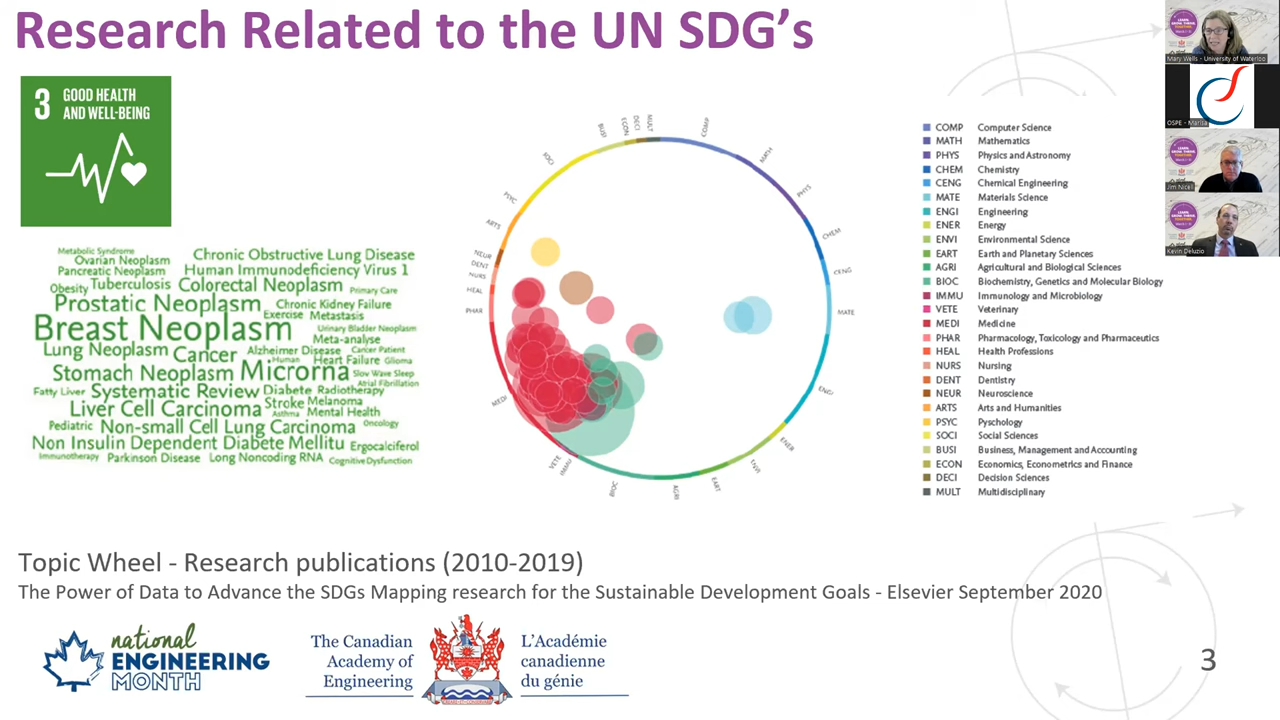 Research Related to the UN SDG's
3 GOOD HEALTH
AND WELL-BEING
Metabolic Syndrome
Chronic Obstructive Lung Disease
Ovarian Neoplasm
Pancreatic Neoplasm
Human Immunodeficiency Virus 1
Obesity
Tuberculosis
Colorectal Neoplasm
Primary Care
Prostatic Neoplasm
Chronic Kidney Failure
Exercise
Metastasis
Breast Neoplasm
Urinary Bladder Neoplasm
Meta-analyse
Lung Neoplasm
Cancer
Alzheimer Disease
Cancer Patient
Human
Heart Failure
Glioma
Stomach Neoplasm
Microrna
Slow Wave Sleep
Atrial Fibrillation
Fatty Liver
Systematic Review
Diabete
Radiotherapy
Liver Cell Carcinoma
Stroke
Melanoma
Asthma
Mental Health
Pediatric
Non-small Cell Lung Carcinoma
Oncology
Non Insulin Dependent Diabete Mellitu
Ergocalciferol
Immunotherapy
Parkinson Disease
Long Noncoding RNA
Cognitive Dysfunction
COMP
MATH
PHYS
CHEM
CENG
MATE
ENGI
ENER
ENVI
EART
AGRI
BIOC
IMMU
VETE
MEDI
PHAR
HEAL
NURS
DENT
NEUR
ARTS
PSYC
SOCI
BUSI
ECON
DECI
MULT
COMP Computer Science
MATH Mathematics
PHYS Physics and Astronomy
CHEM Chemistry
CENG Chemical Engineering
MATE Materials Science
ENGI Engineering
ENER Energy
ENVI Environmental Science
EART Earth and Planetary Sciences
AGRI Agricultural and Biological Sciences
BIOC Biochemistry, Genetics and Molecular Biology
IMMU Immunology and Microbiology
VETE Veterinary
MEDI Medicine
PHAR Pharmacology, Toxicology and Pharmaceutics
HEAL Health Professions
NURS Nursing
DENT Dentistry
NEUR Neuroscience
ARTS Arts and Humanities
PSYC Pyschology
SOCI Social Sciences
BUSI Business, Management and Accounting
ECON Economics, Econometrics and Finance
DECI Decision Sciences
MULT Multidisciplinary
Mary Wells - University of Waterloo
OSPE - Marisa
Jim Nicell
Kevin Deluzio
Topic Wheel - Research publications (2010-2019)
The Power of Data to Advance the SDGs Mapping research for the Sustainable Development Goals - Elsevier September 2020
national
ENGINEERING
MONTH
The Canadian
Academy of
Engineering
L'Académie
canadienne
du génie
3